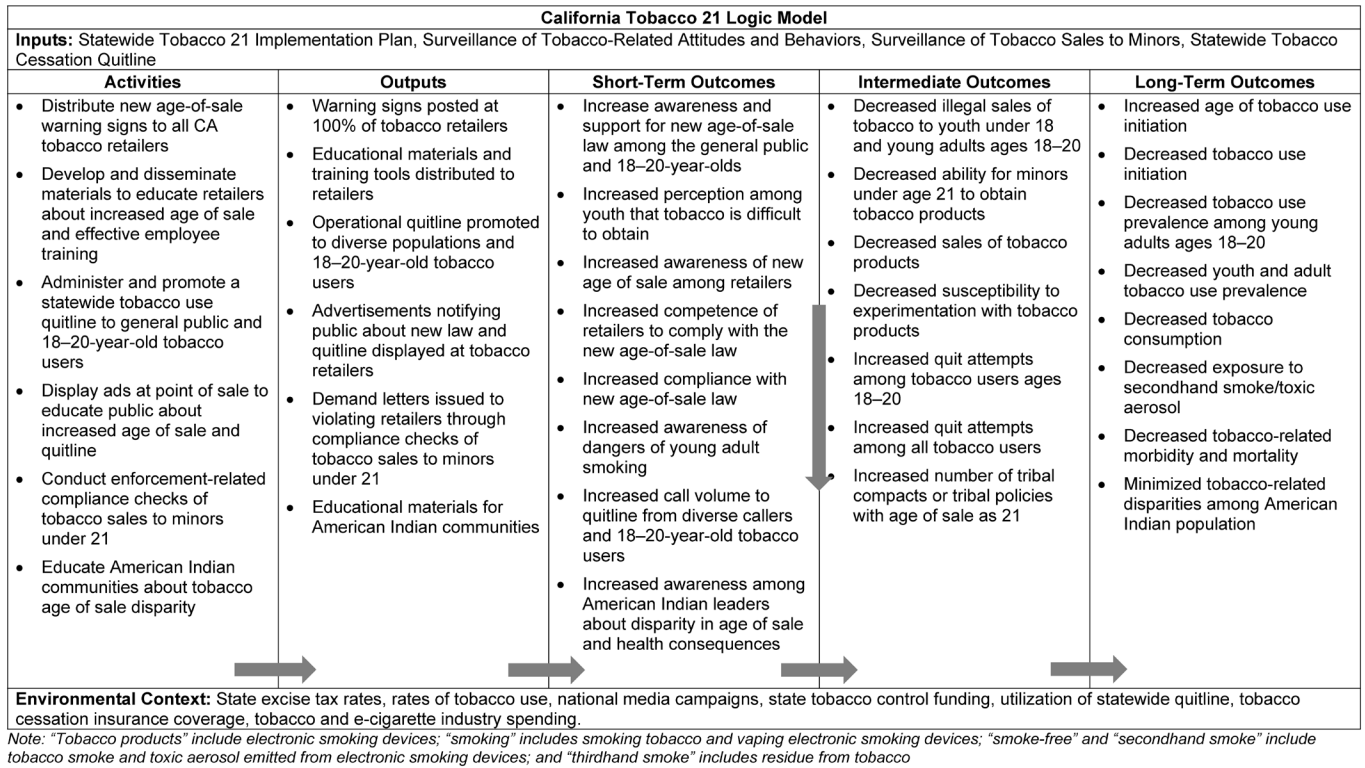 California Tobacco 21 Logic Model
Inputs: Statewide Tobacco 21 Implementation Plan, Surveillance of Tobacco-Related Attitudes and Behaviors, Surveillance of Tobacco Sales to Minors, Statewide Tobacco
Cessation Quitline
Activities
• Distribute new age-of-sale
warning signs to all CA
tobacco retailers
• Develop and disseminate
materials to educate retailers
about increased age of sale
and effective employee
training
• Administer and promote a
statewide tobacco use
quitline to general public and
18–20-year-old tobacco
users
• Display ads at point of sale to
educate public about
increased age of sale and
quitline
• Conduct enforcement-related
compliance checks of
tobacco sales to minors
under 21
• Educate American Indian
communities about tobacco
age of sale disparity
Outputs
• Warning signs posted at
100% of tobacco retailers
• Educational materials and
training tools distributed to
retailers
• Operational quitline promoted
to diverse populations and
18–20-year-old tobacco
users
• Advertisements notifying
public about new law and
quitline displayed at tobacco
retailers
• Demand letters issued to
violating retailers through
compliance checks of
tobacco sales to minors
under 21
• Educational materials for
American Indian communities
Short-Term Outcomes
• Increase awareness and
support for new age-of-sale
law among the general public
and 18–20-year-olds
• Increased perception among
youth that tobacco is difficult
to obtain
• Increased awareness of new
age of sale among retailers
• Increased competence of
retailers to comply with the
new age-of-sale law
• Increased compliance with
new age-of-sale law
• Increased awareness of
dangers of young adult
smoking
• Increased call volume to
quitline from diverse callers
and 18–20-year-old tobacco
users
• Increased awareness among
American Indian leaders
about disparity in age of sale
and health consequences
Intermediate Outcomes
• Decreased illegal sales of
tobacco to youth under 18
and young adults ages 18–20
• Decreased ability for minors
under age 21 to obtain
tobacco products
• Decreased sales of tobacco
products
• Decreased susceptibility to
experimentation with tobacco
products
• Increased quit attempts
among tobacco users ages
18–20
• Increased quit attempts
among all tobacco users
• Increased number of tribal
compacts or tribal policies
with age of sale as 21
Long-Term Outcomes
• Increased age of tobacco use
initiation
• Decreased tobacco use
initiation
• Decreased tobacco use
prevalence among young
adults ages 18–20
• Decreased youth and adult
tobacco use prevalence
• Decreased tobacco
consumption
• Decreased exposure to
secondhand smoke/toxic
aerosol
• Decreased tobacco-related
morbidity and mortality
• Minimized tobacco-related
disparities among American
Indian population
Environmental Context: State excise tax rates, rates of tobacco use, national media campaigns, state tobacco control funding, utilization of statewide quitline, tobacco
cessation insurance coverage, tobacco and e-cigarette industry spending.
Note: “Tobacco products” include electronic smoking devices; “smoking” includes smoking tobacco and vaping electronic smoking devices; “smoke-free” and “secondhand smoke” include
tobacco smoke and toxic aerosol emitted from electronic smoking devices; and “thirdhand smoke” includes residue from tobacco